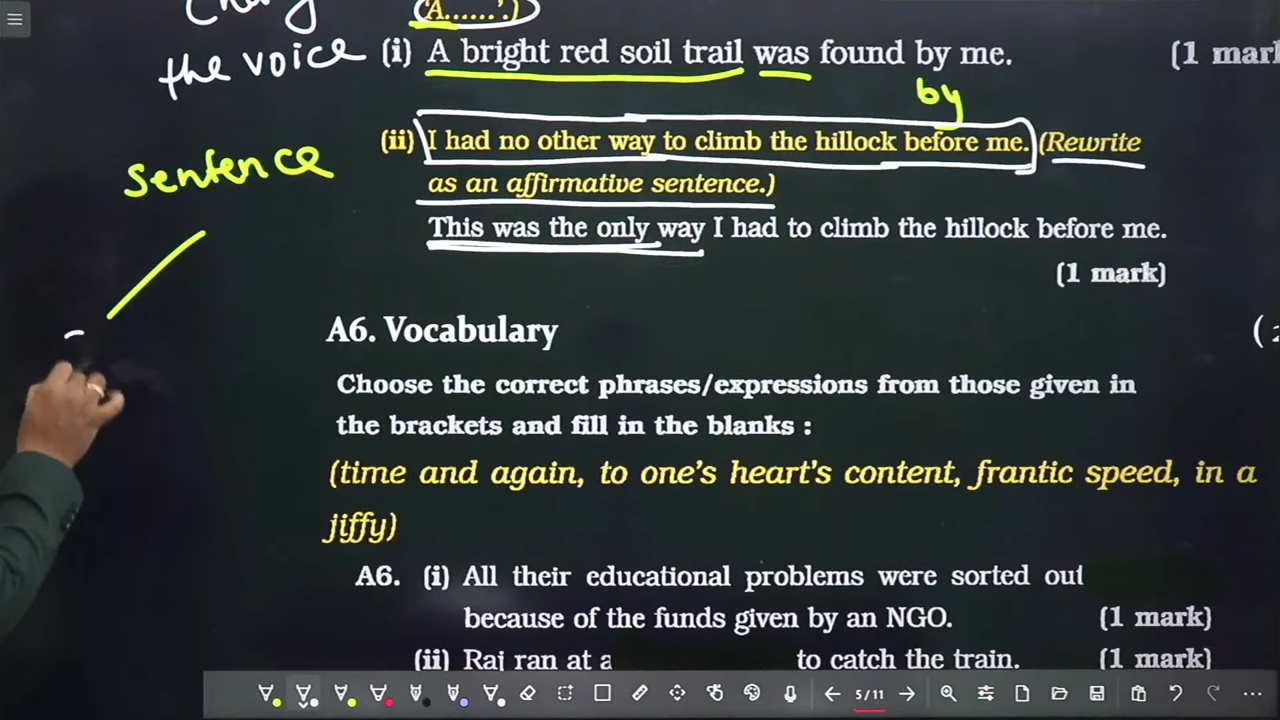 'A......'.)
the voice
(i) A bright red soil trail was found by me.
by
(ii) I had no other way to climb the hillock before me. (Rewrite
as an affirmative sentence.)
sentence
This was the only way I had to climb the hillock before me.
(1 mark)
A6. Vocabulary
Choose the correct phrases/expressions from those given in
the brackets and fill in the blanks :
(time and again, to one's heart's content, frantic speed, in a
jiffy)
A6. (i) All their educational problems were sorted out
because of the funds given by an NGO. (1 mark)
(ii) Raj ran at a to catch the train. (1 mark)
5/11